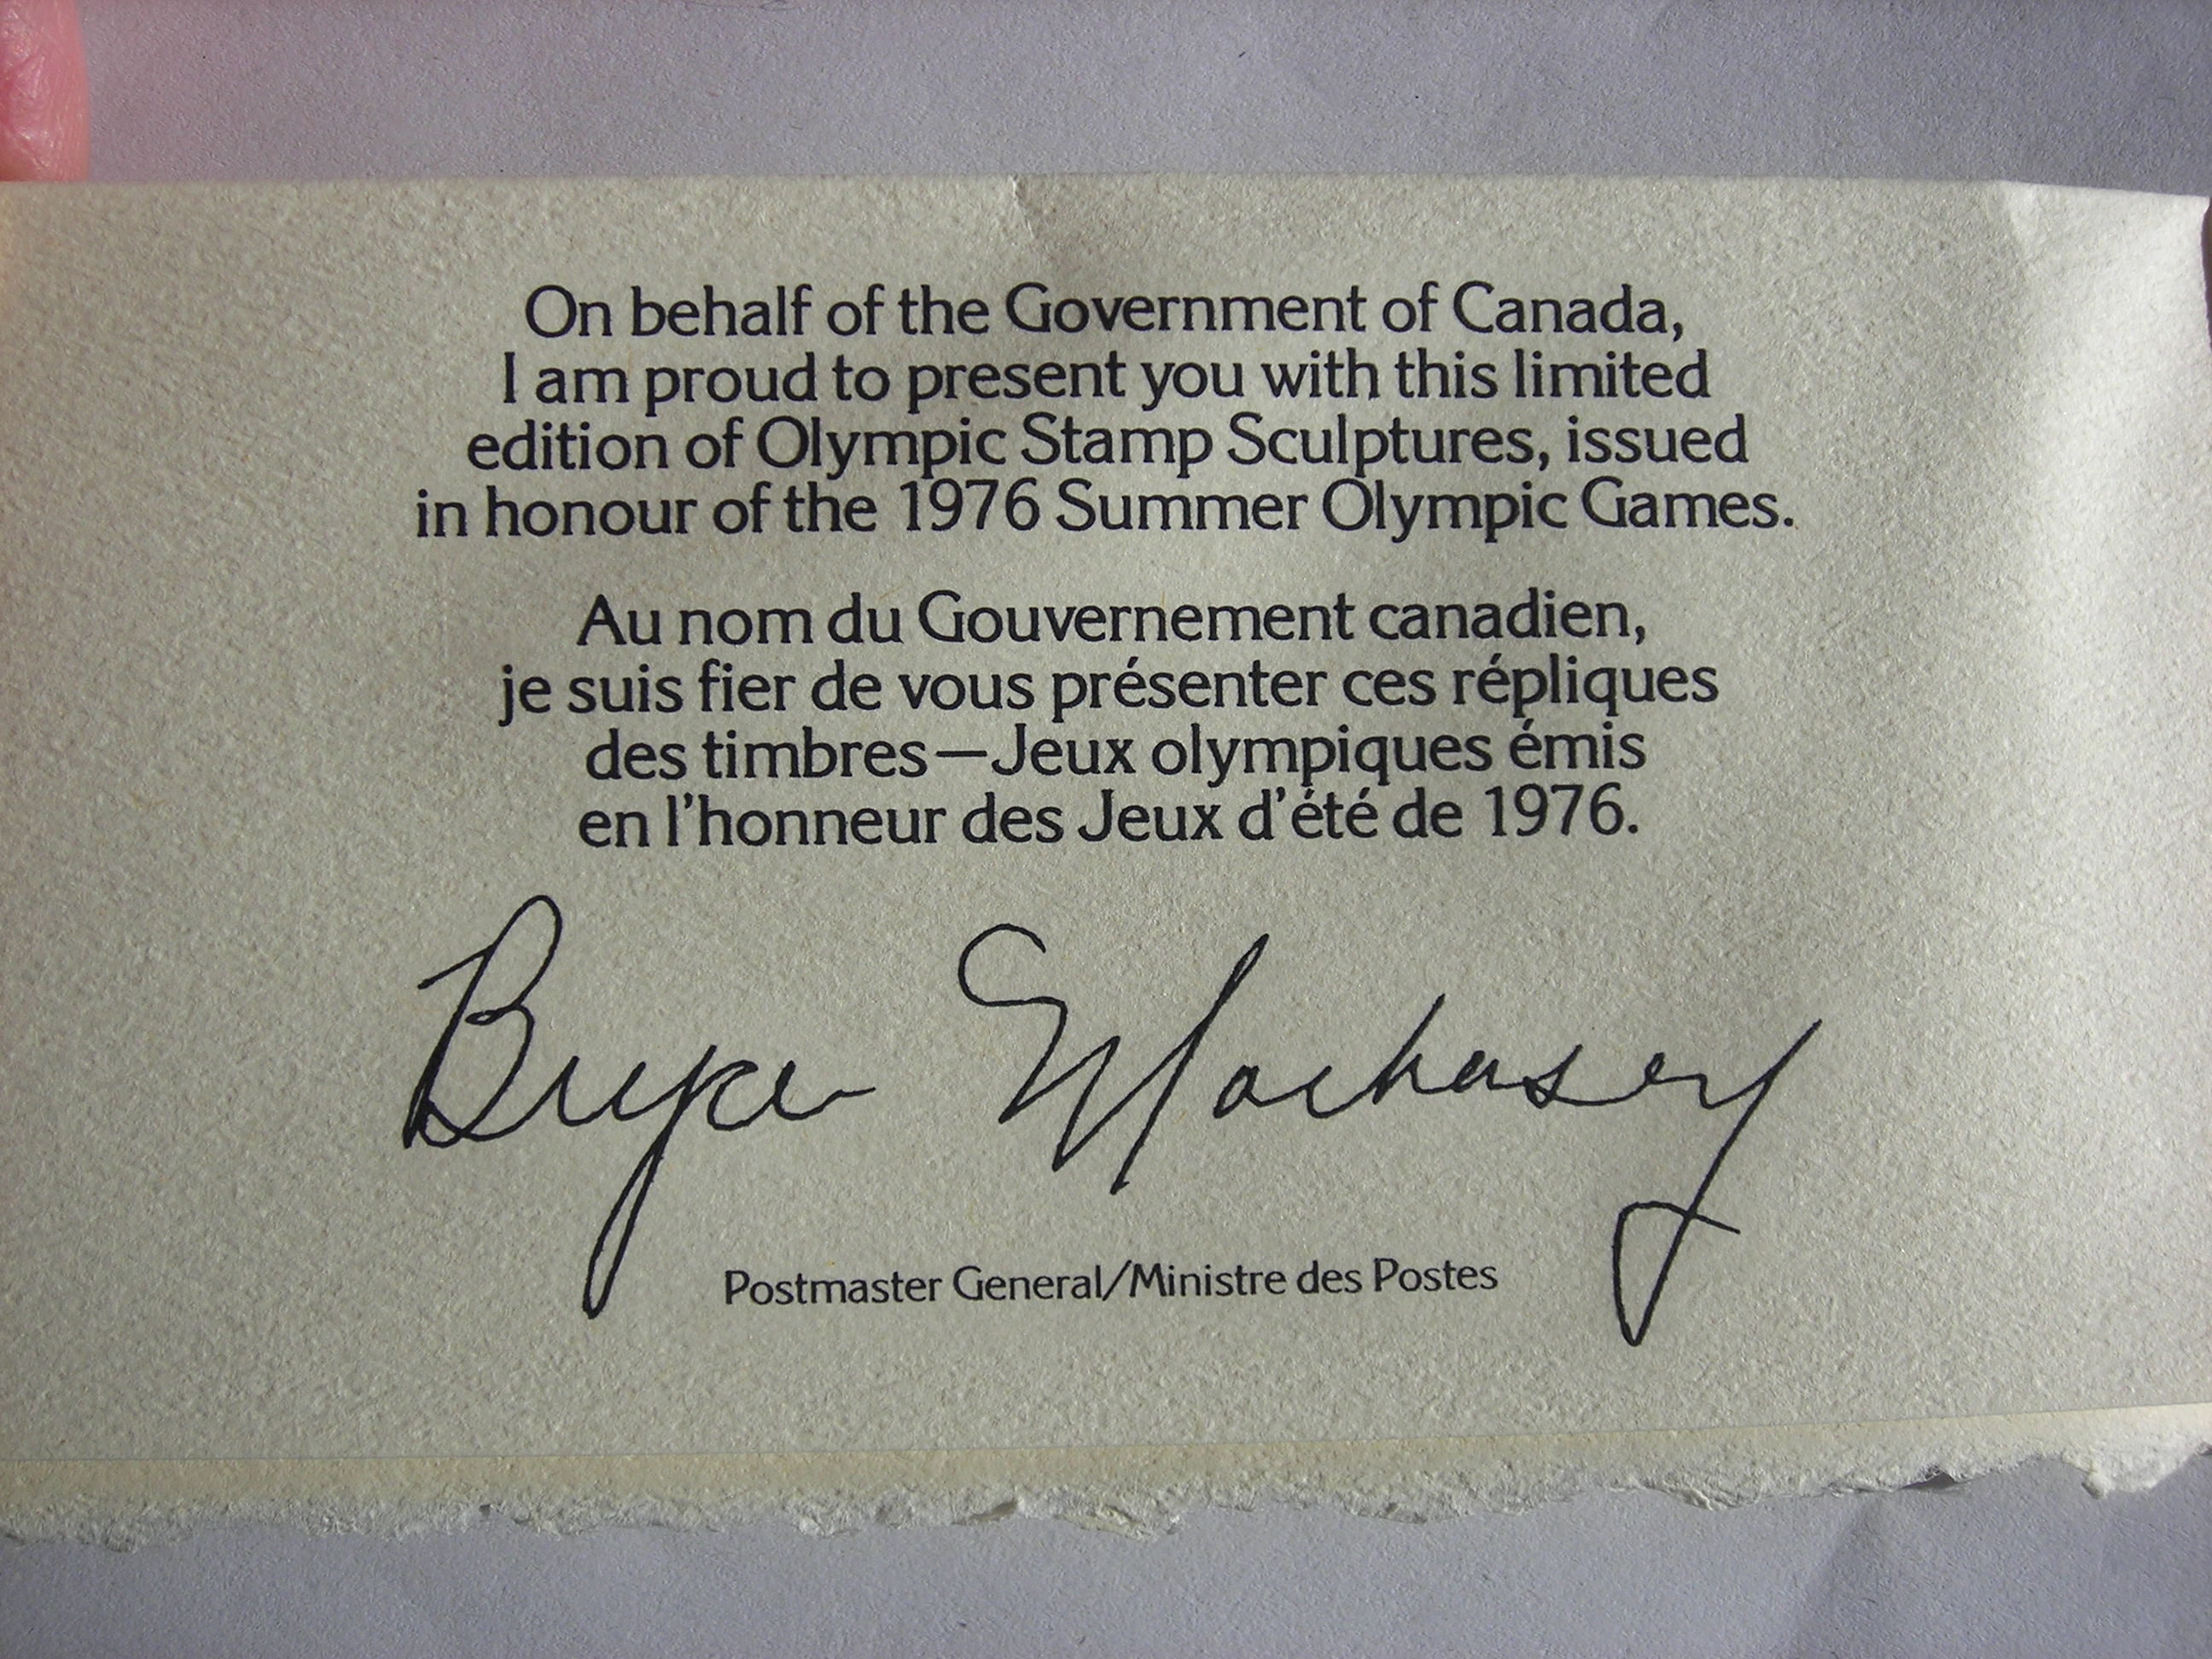 On behalf of the Government of Canada,
I am proud to present you with this limited
edition of Olympic Stamp Sculptures, issued
in honour of the 1976 Summer Olympic Games.
Au nom du Gouvernement canadien,
je suis fier de vous présenter ces répliques
des timbres—Jeux olympiques émis
en l'honneur des Jeux d'été de 1976.
Bryce Mackasey
Postmaster General/Ministre des Postes